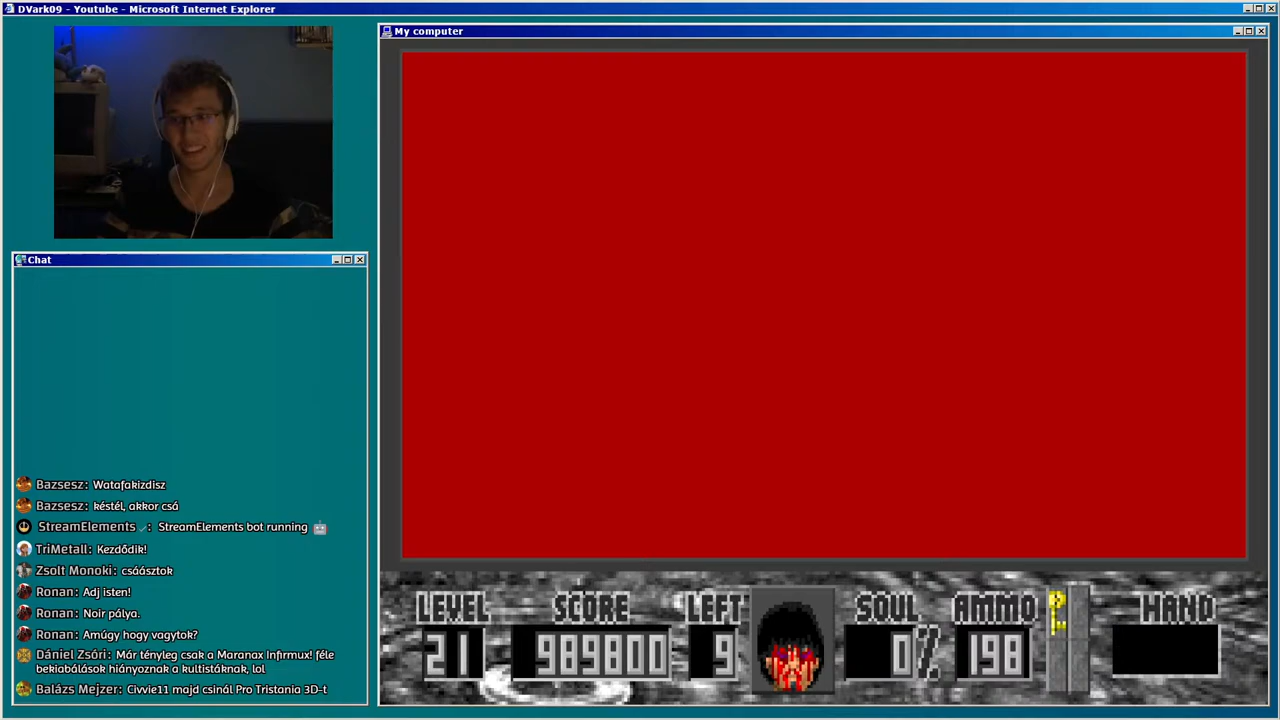 DVark09 - Youtube - Microsoft Internet Explorer
My computer
Chat
Bazsesz: Watafakizdisz
Bazsesz: késtél, akkor csá
StreamElements: StreamElements bot running
TriMetall: Kezdődik!
Zsolt Monoki: csáásztok
Ronan: Adj isten!
Ronan: Noir pálya.
Ronan: Amúgy hogy vagytok?
Dániel Zsóri: Már tényleg csak a Maranax Infirmux! féle
bekiabálások hiányoznak a kultistáknak, lol
Balázs Mejzer: Civvie11 majd csinál Pro Tristania 3D-t
LEVEL SCORE LEFT SOUL AMMO HAND
21 989800 9 0% 198